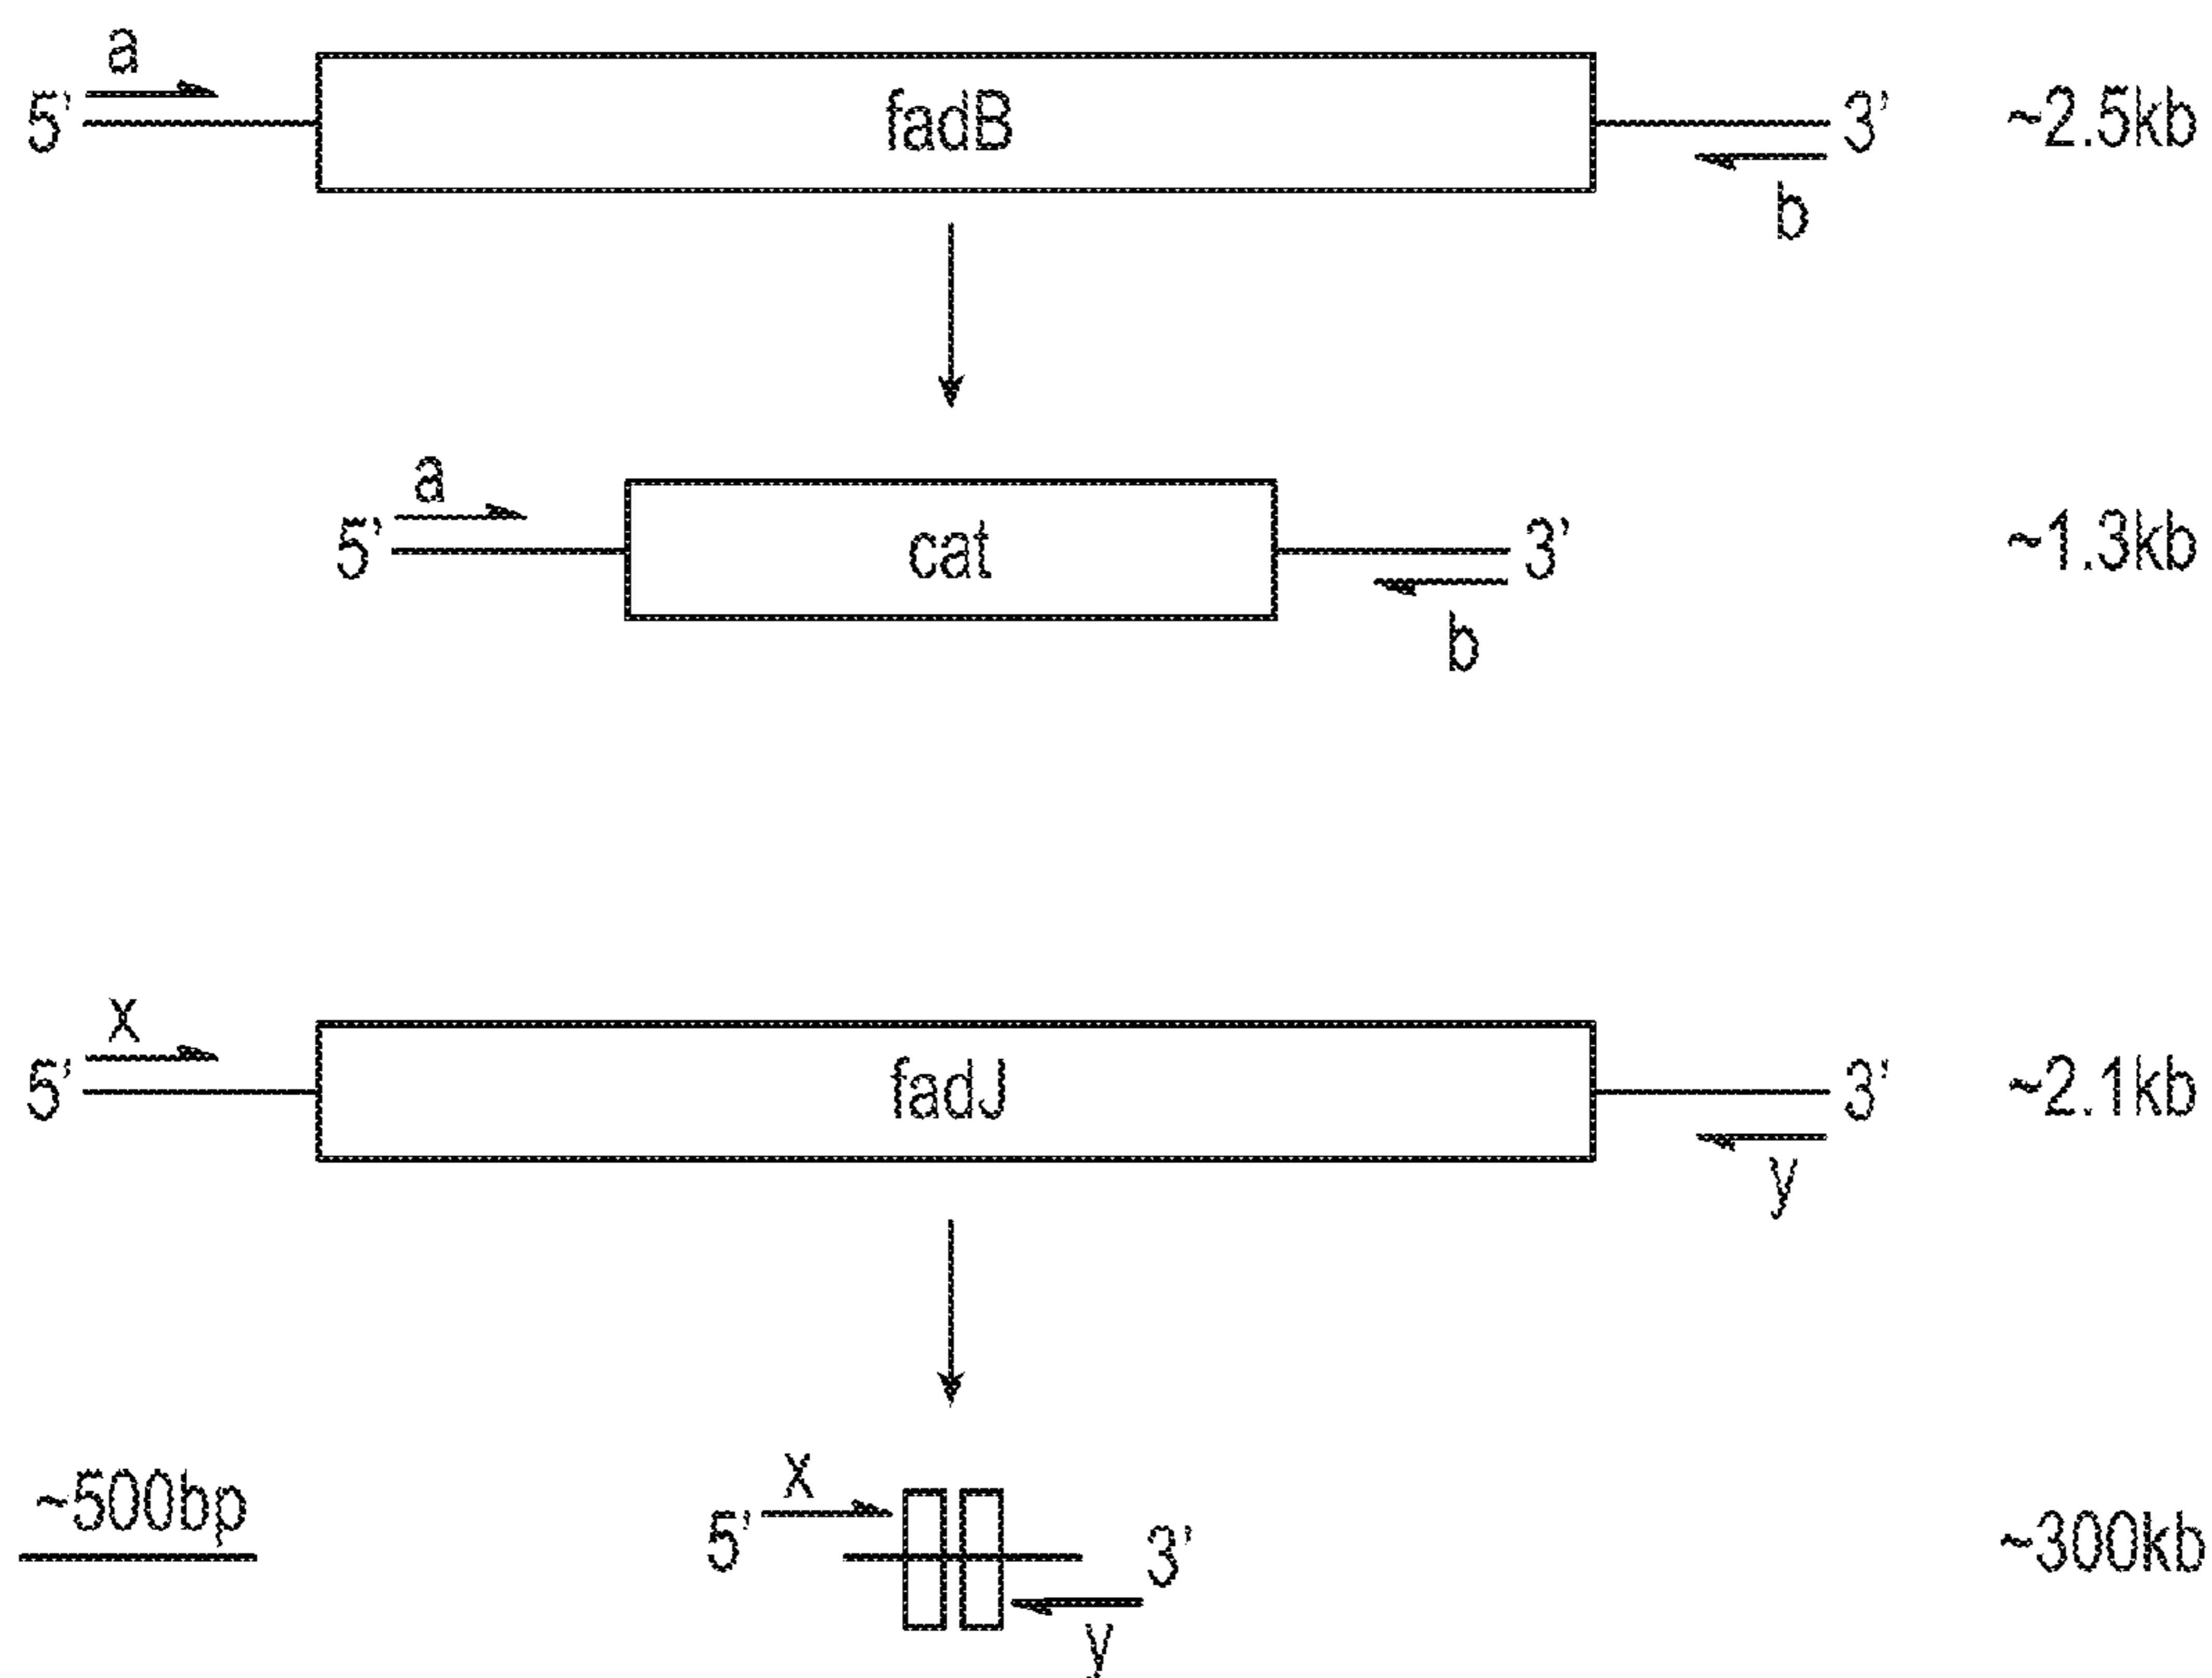 a
5' fadB 3' ~2.5kb
b
a
5' cat 3' ~1.3kb
b
x
5' fadJ 3' ~2.1kb
y
~500bp
x
5' 3' ~300kb
y